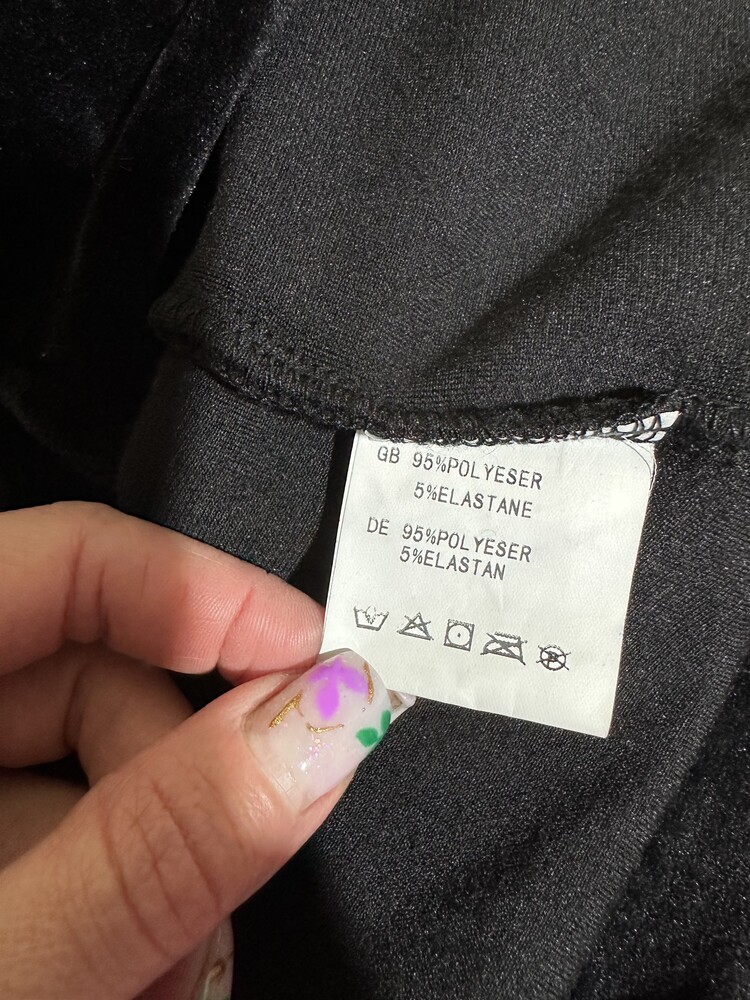 GB 95%POLYESER
5%ELASTANE
DE 95%POLYESER
5%ELASTAN
P